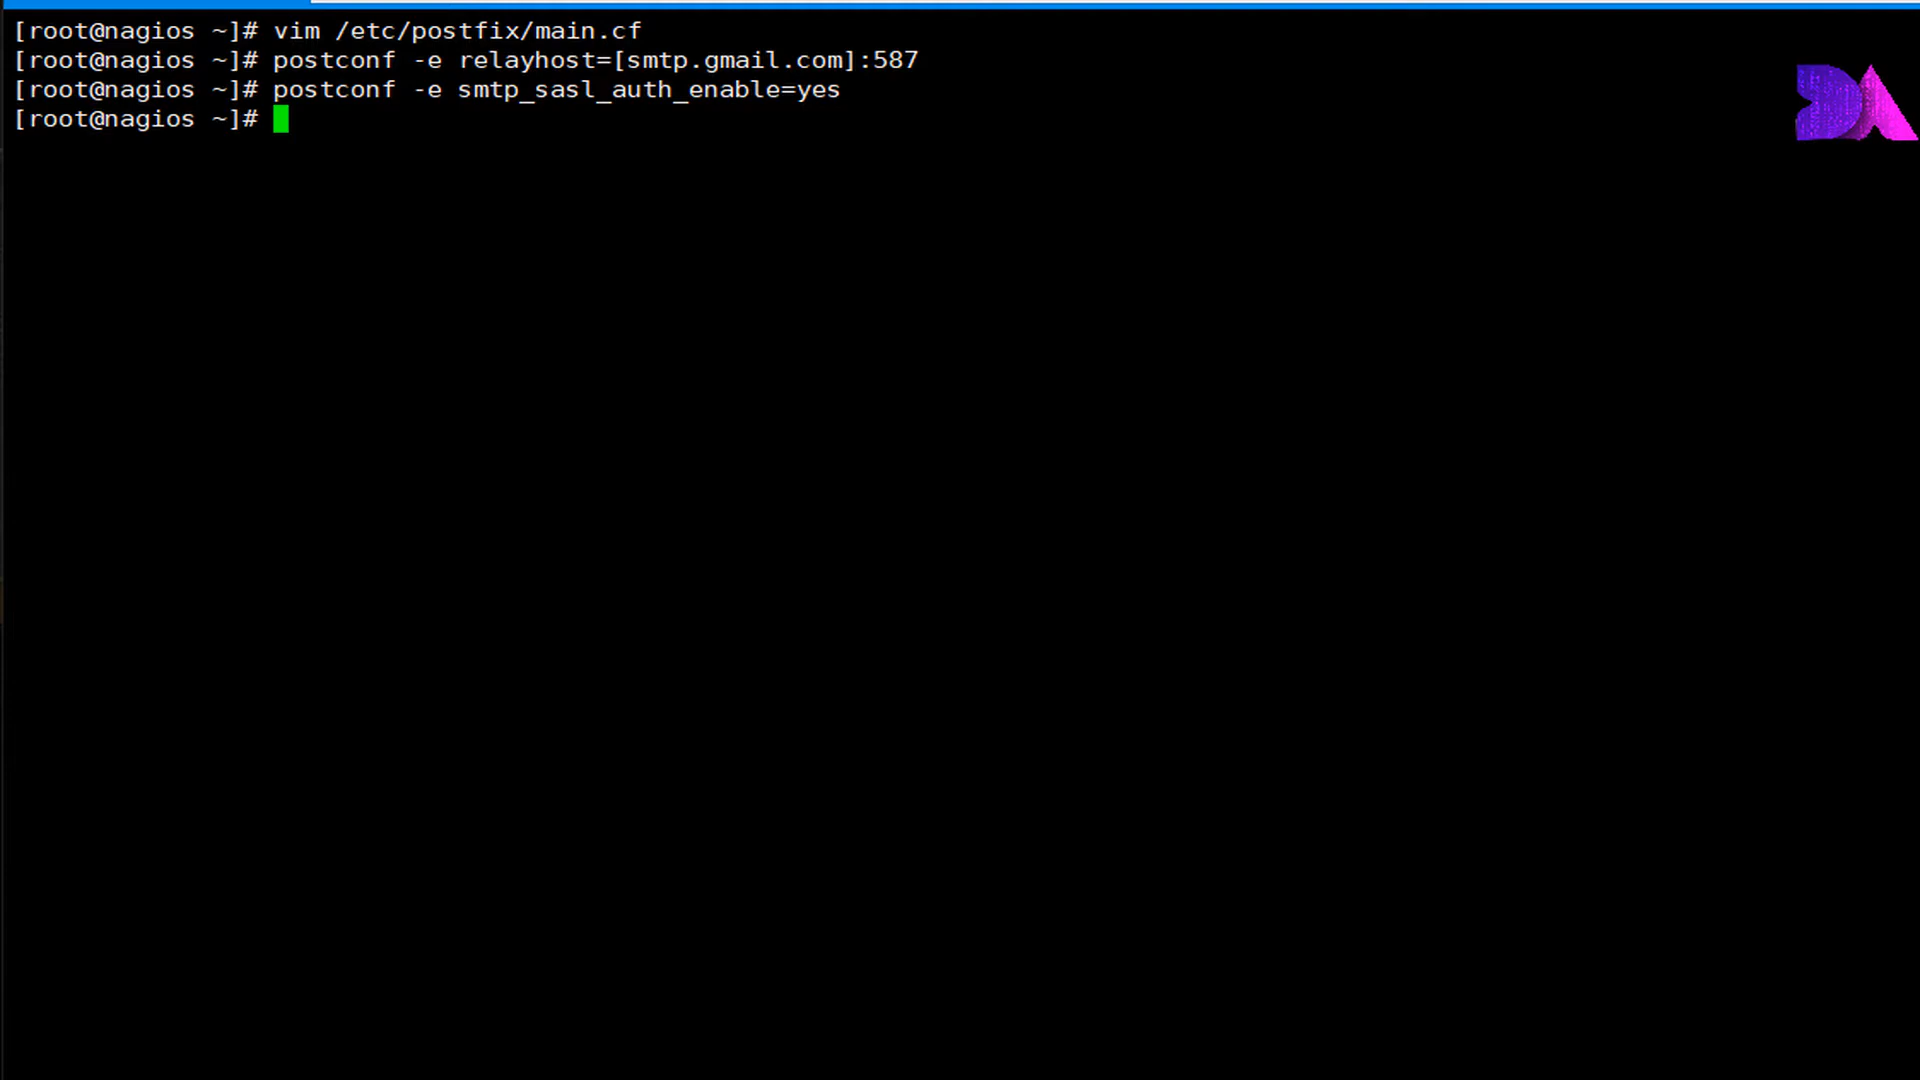 [root@nagios ~]# vim /etc/postfix/main.cf
[root@nagios ~]# postconf -e relayhost=[smtp.gmail.com]:587
[root@nagios ~]# postconf -e smtp_sasl_auth_enable=yes
[root@nagios ~]#
DA